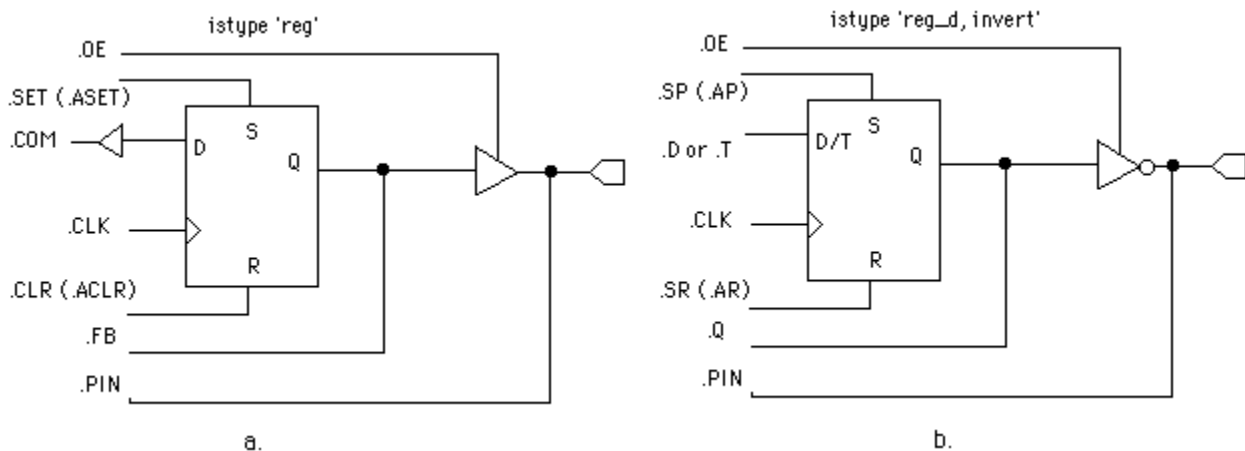 istype 'reg'
.OE
.SET (.ASET)
S
.COM
D
Q
.CLK
R
.CLR (.ACLR)
.FB
.PIN
a.
istype 'reg_d, invert'
.OE
.SP (.AP)
S
.D or .T
D/T
Q
.CLK
R
.SR (.AR)
.Q
.PIN
b.